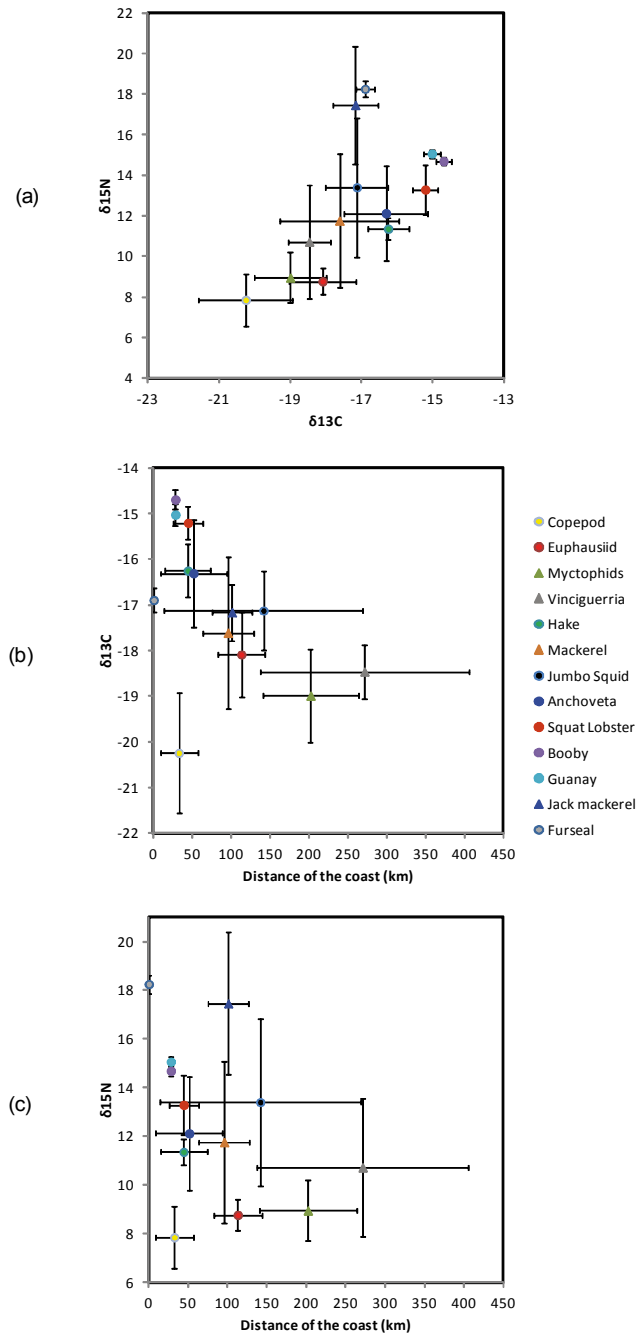 (a)
22
20
18
16
14
12
10
8
6
4
δ15N
-23
-21
-19
-17
-15
-13
δ13C
(b)
-14
-15
-16
-17
-18
-19
-20
-21
-22
δ13C
0
50
100
150
200
250
300
350
400
450
Distance of the coast (km)
Copepod
Euphausiid
Myctophids
Vinciguerria
Hake
Mackerel
Jumbo Squid
Anchoveta
Squat Lobster
Booby
Guanay
Jack mackerel
Furseal
(c)
20
18
16
14
12
10
8
6
δ15N
0
50
100
150
200
250
300
350
400
450
Distance of the coast (km)